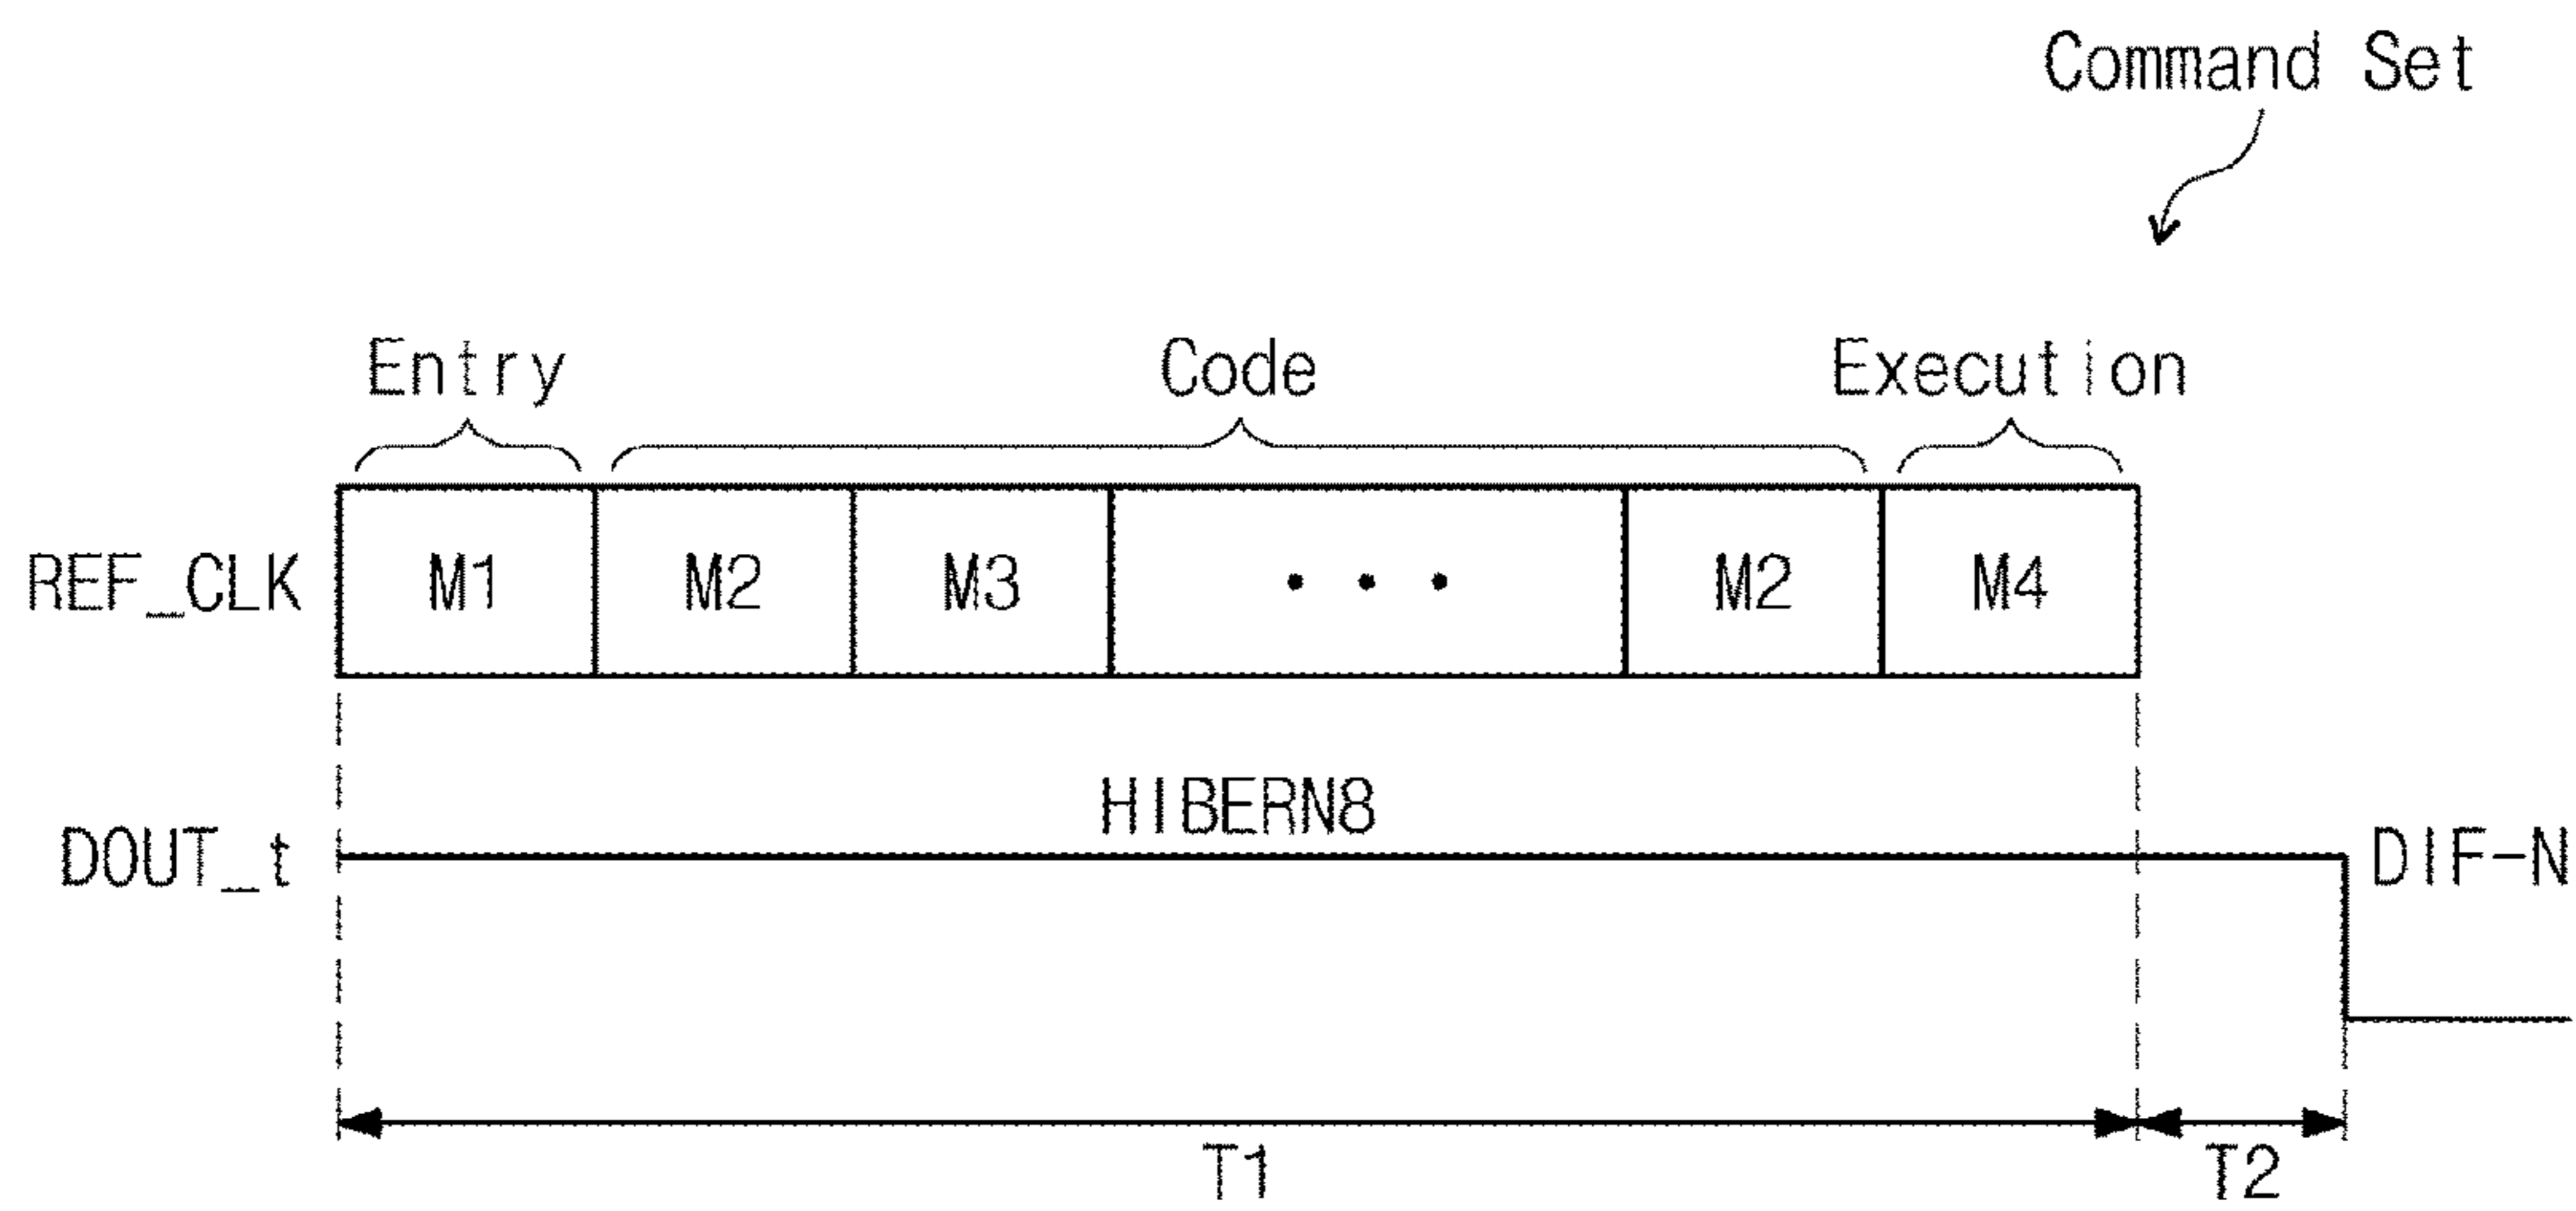 Command Set
Entry Code Execution
REF_CLK M1 M2 M3 • • • M2 M4
HIBERN8
DOUT_t DIF-N
T1 T2